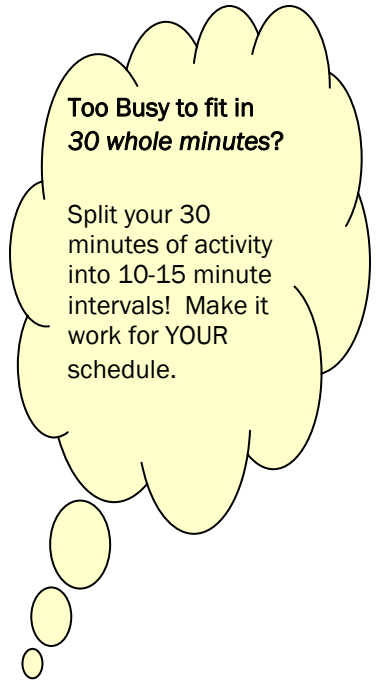 Too Busy to fit in
30 whole minutes?
Split your 30
minutes of activity
into 10-15 minute
intervals!  Make it
work for YOUR
schedule.